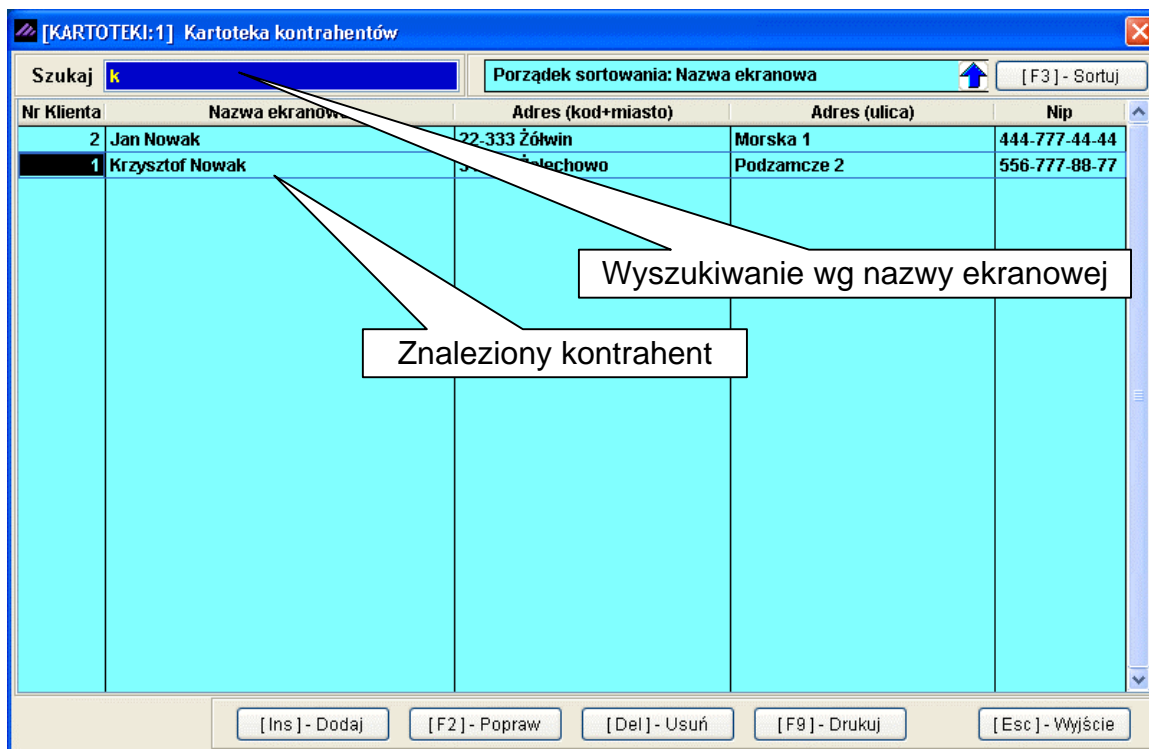 [KARTOTEKI:1] Kartoteka kontrahentów
Szukaj k Porządek sortowania: Nazwa ekranowa [F3]- Sortuj
Nr Klienta Nazwa Adres (kod+miasto) Adres (ulica) Nip
2 Jan Nowak 22-333 Żółwin Morska 1 444-777-44-44
1 Krzysztof Nowak Podzamcze 2 556-777-88-77
Wyszukiwanie wg nazwy ekranowej
Znaleziony kontrahent
[Ins]- Dodaj [F2]- Popraw [Del]- Usuń [F9]- Drukuj [Esc]- Wyjście